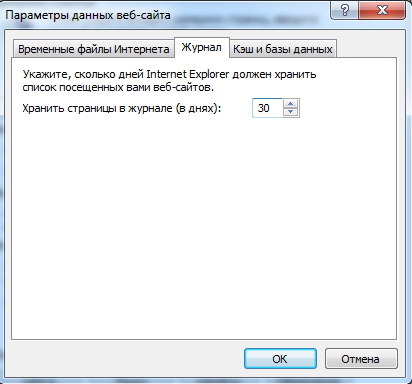 Параметры данных веб-сайта
Временные файлы Интернета
Журнал
Кэш и базы данных
Укажите, сколько дней Internet Explorer должен хранить
список посещенных вами веб-сайтов.
Хранить страницы в журнале (в днях): 30
ОК
Отмена